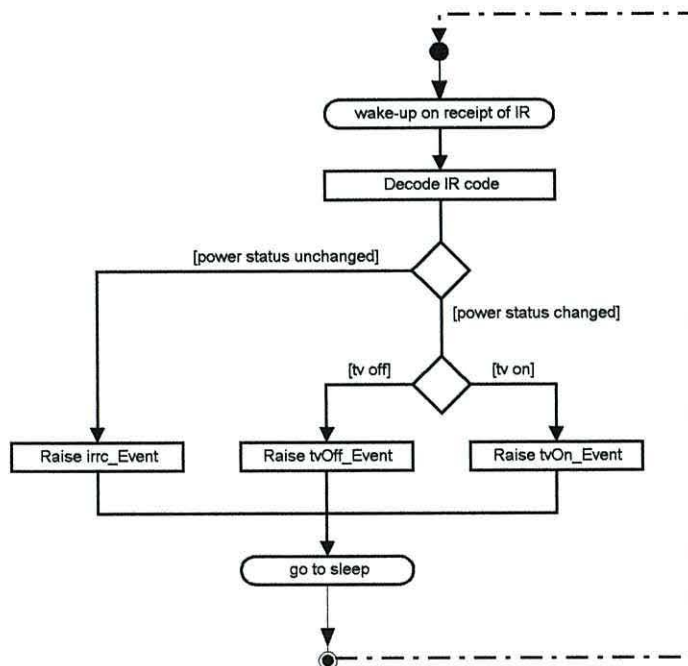 wake-up on receipt of IR
Decode IR code
[power status unchanged]
[power status changed]
[tv off]
[tv on]
Raise irrc_Event
Raise tvOff_Event
Raise tvOn_Event
go to sleep